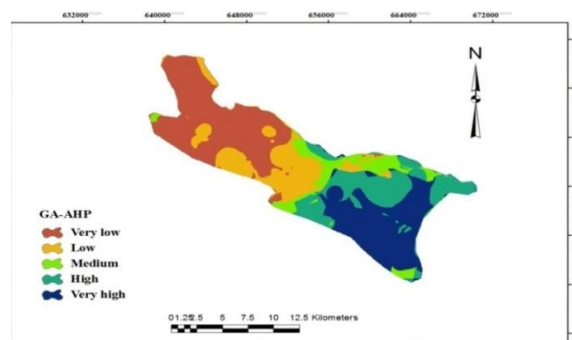 632000 640000 648000 656000 664000 672000
N
GA-AHP
Very low
Low
Medium
High
Very high
0 1.25 2.5 5 7.5 10 12.5 Kilometers